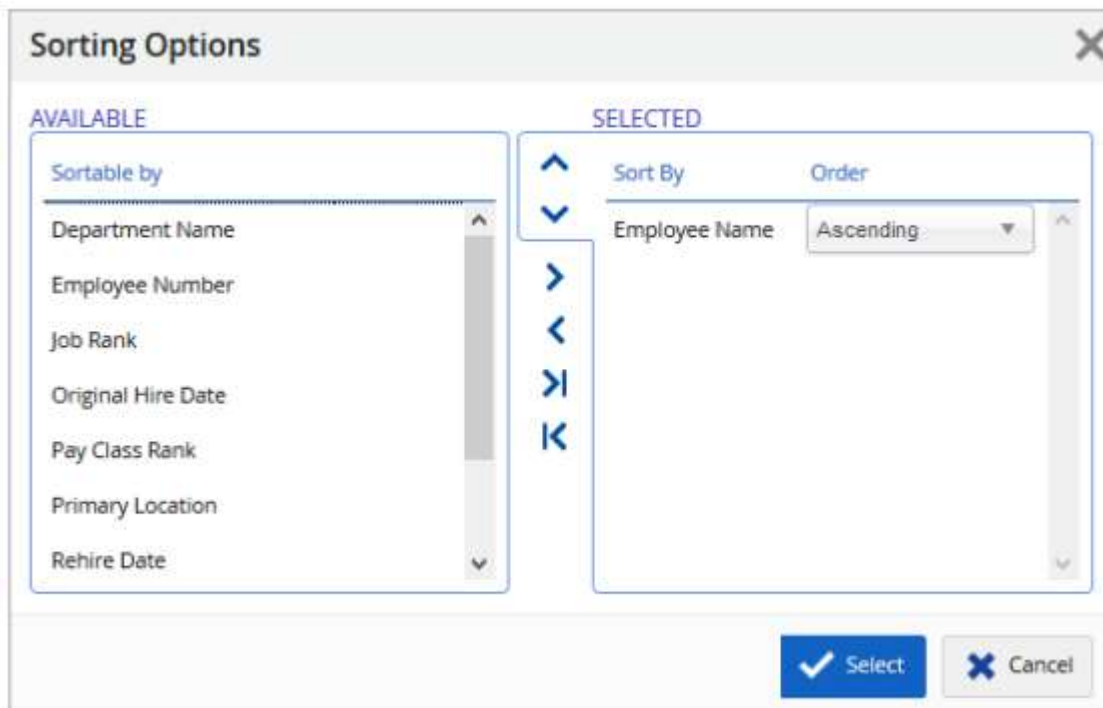 Sorting Options
AVAILABLE
Sortable by
Department Name
Employee Number
Job Rank
Original Hire Date
Pay Class Rank
Primary Location
Rehire Date
SELECTED
Sort By Order
Employee Name Ascending
Select Cancel